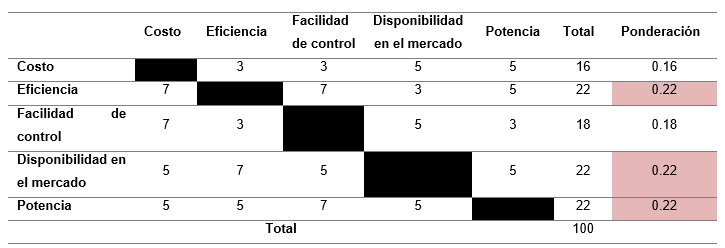 Costo Eficiencia Facilidad de control Disponibilidad en el mercado Potencia Total Ponderación
Costo 3 3 5 5 16 0.16
Eficiencia 7 7 3 5 22 0.22
Facilidad de control 7 3 5 3 18 0.18
Disponibilidad en el mercado 5 7 5 5 22 0.22
Potencia 5 5 7 5 22 0.22
Total 100